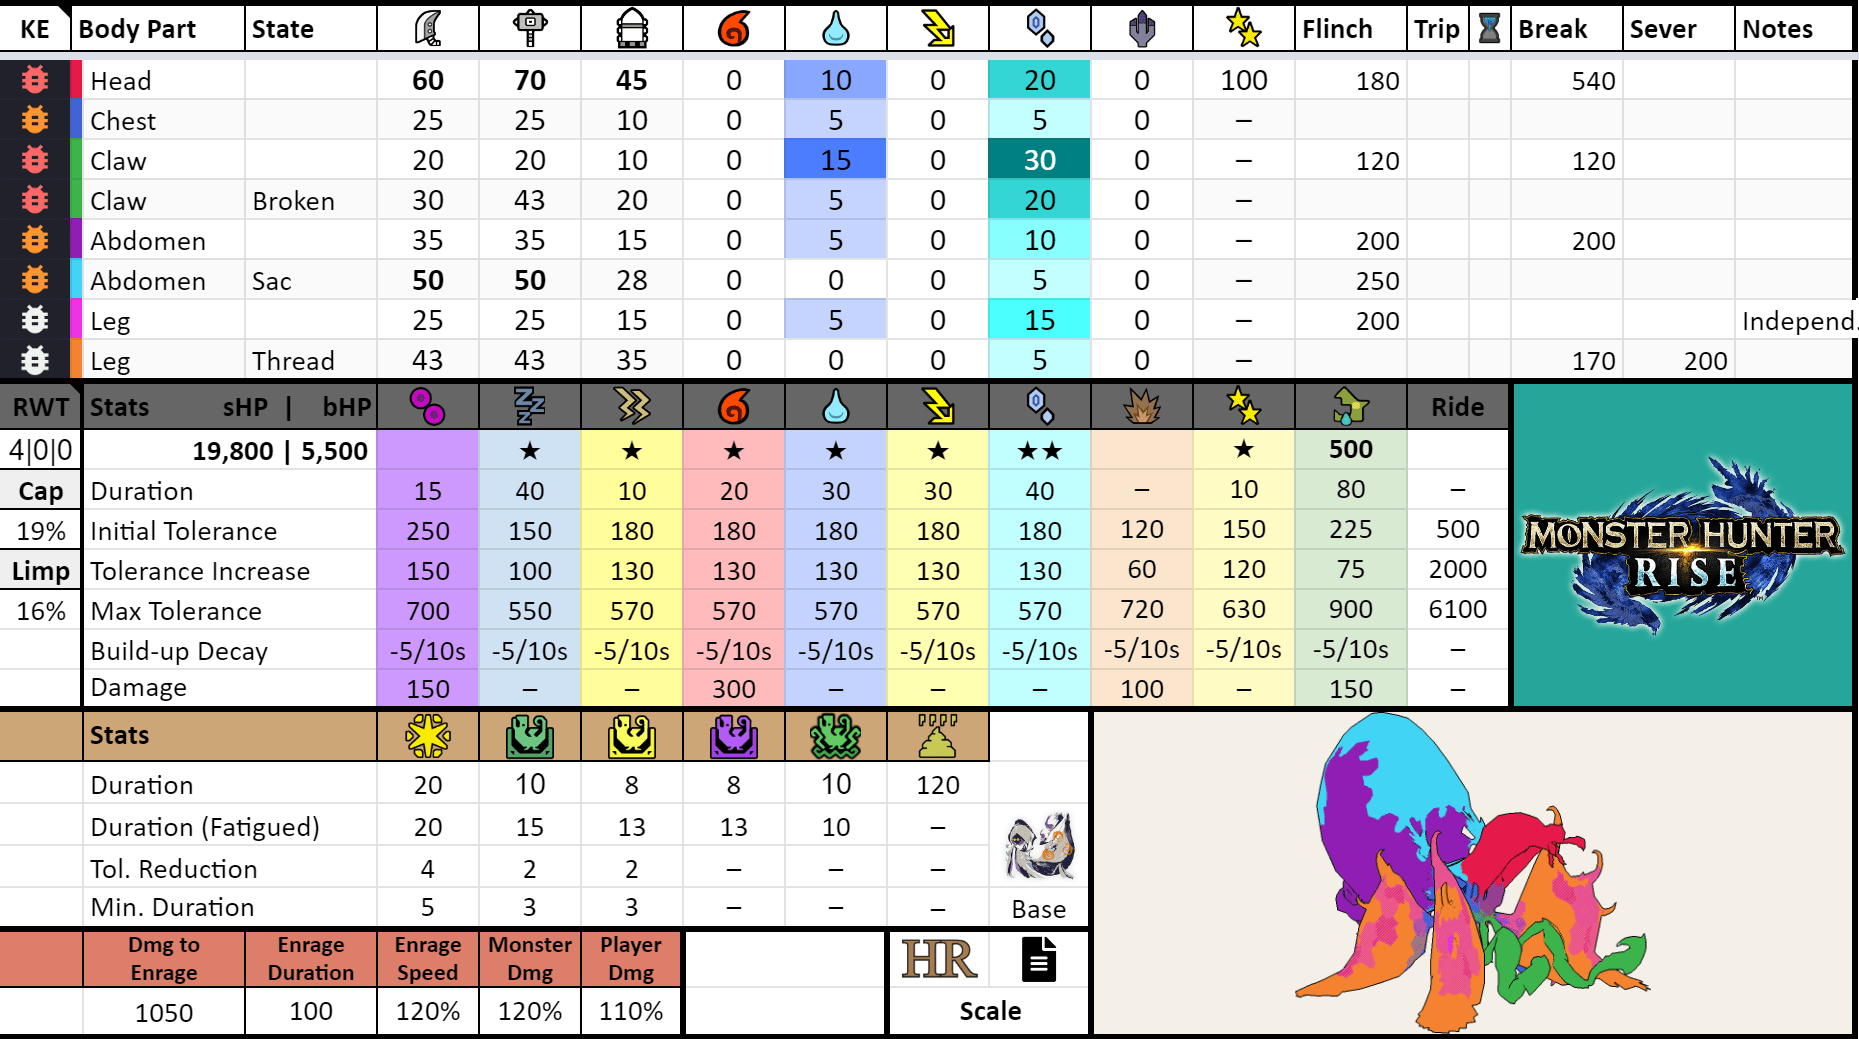 KE Body Part State Flinch Trip Break Sever Notes
Head 60 70 45 0 10 0 20 0 100 180 540
Chest 25 25 10 0 5 0 5 0 –
Claw 20 20 10 0 15 0 30 0 – 120 120
Claw Broken 30 43 20 0 5 0 20 0 –
Abdomen 35 35 15 0 5 0 10 0 – 200 200
Abdomen Sac 50 50 28 0 0 0 5 0 – 250
Leg 25 25 15 0 5 0 15 0 – 200 Independ.
Leg Thread 43 43 35 0 0 0 5 0 – 170 200
RWT Stats sHP | bHP Ride
4|0|0 19,800 | 5,500 ★ ★ ★ ★ ★ ★★ ★ 500
Cap Duration 15 40 10 20 30 30 40 – 10 80 –
19% Initial Tolerance 250 150 180 180 180 180 180 120 150 225 500
Limp Tolerance Increase 150 100 130 130 130 130 130 60 120 75 2000
16% Max Tolerance 700 550 570 570 570 570 570 720 630 900 6100
Build-up Decay -5/10s -5/10s -5/10s -5/10s -5/10s -5/10s -5/10s -5/10s -5/10s -5/10s –
Damage 150 – – 300 – – – 100 – 150 –
MONSTER HUNTER
RISE
Stats
Duration 20 10 8 8 10 120
Duration (Fatigued) 20 15 13 13 10 –
Tol. Reduction 4 2 2 – – –
Min. Duration 5 3 3 – – – Base
Dmg to Enrage Enrage Monster Player HR
Enrage Duration Speed Dmg Dmg
1050 100 120% 120% 110% Scale